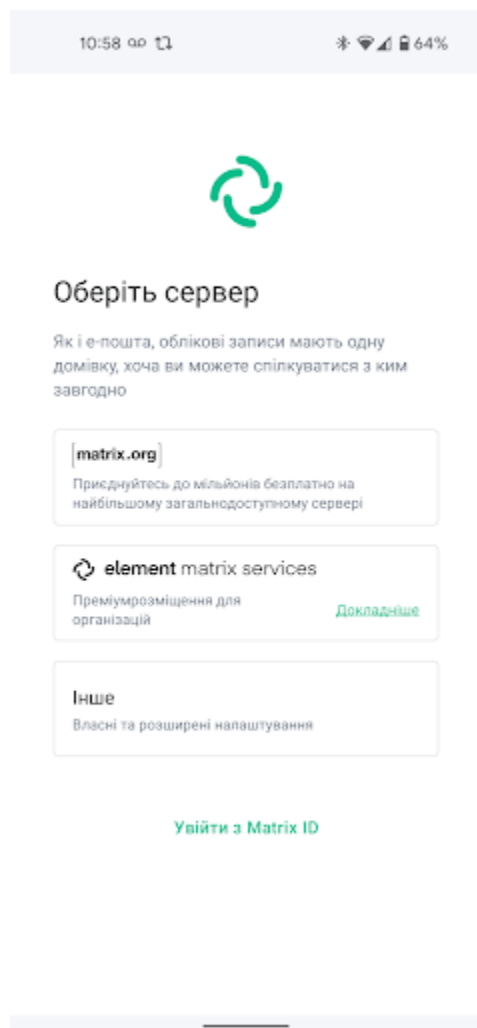 10:58
64%
Оберіть сервер
Як і е-пошта, облікові записи мають одну
домівку, хоча ви можете спілкуватися з ким
завгодно
[matrix.org]
Приєднуйтесь до мільйонів безплатно на
найбільшому загальнодоступному сервері
element matrix services
Преміумрозміщення для
організацій
Докладніше
Інше
Власні та розширені налаштування
Увійти з Matrix ID